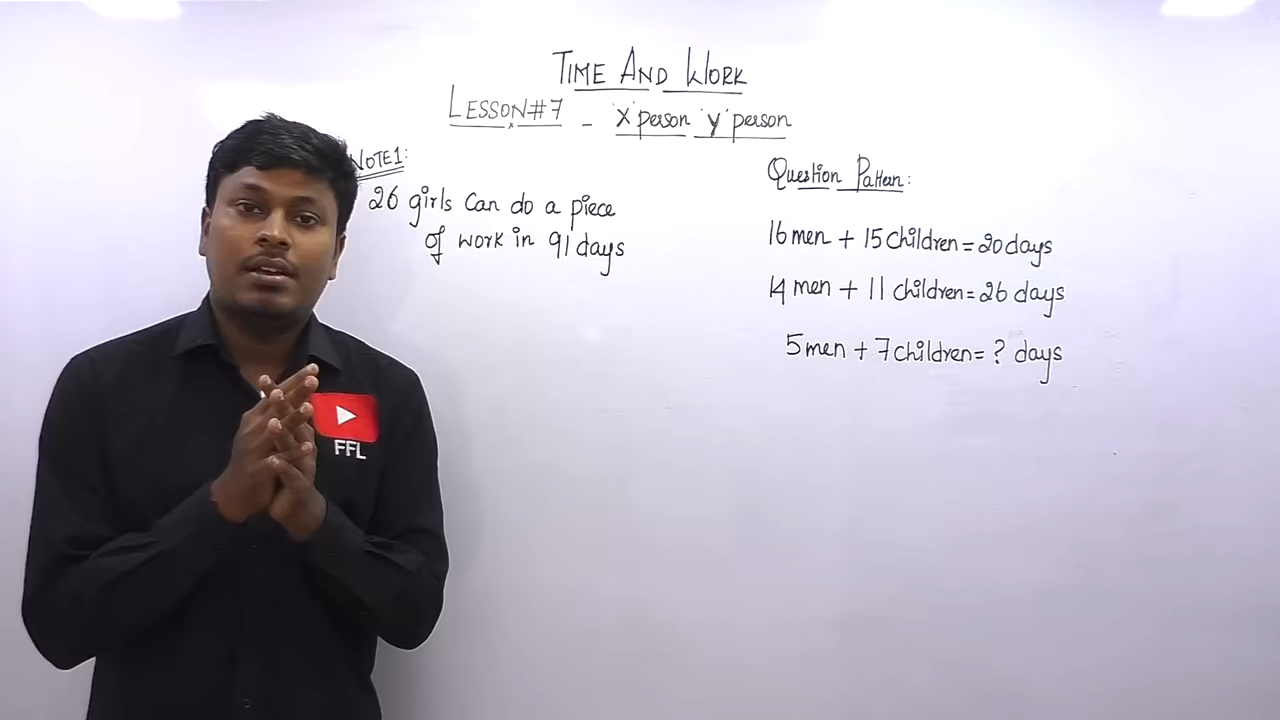 TIME AND WORK
LESSON#7 - 'X' person 'Y' person
NOTE1:
26 girls can do a piece
of work in 91 days
Question Pattern:
16 men + 15 children = 20 days
14 men + 11 children = 26 days
5 men + 7 children = ? days
FFL